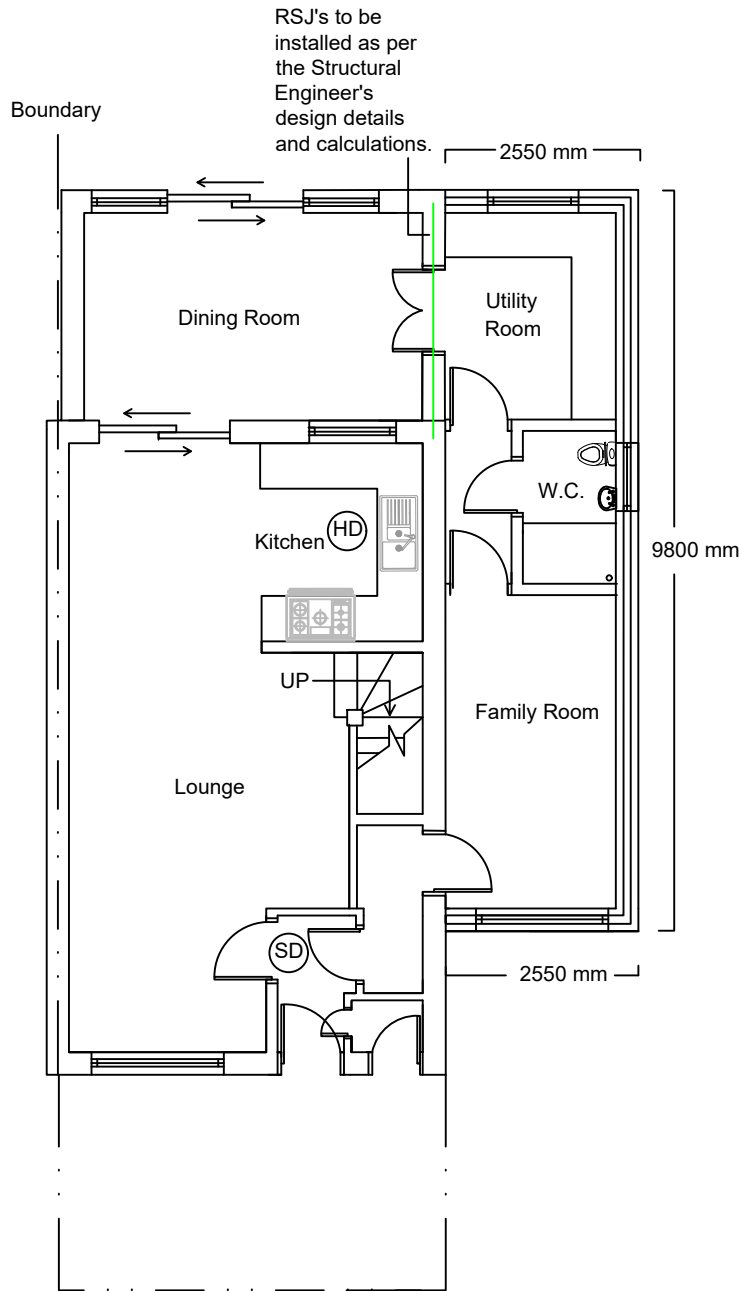 RSJ's to be
installed as per
the Structural
Engineer's
design details
and calculations.
Boundary
2550 mm
Dining Room
Utility
Room
W.C.
Kitchen
HD
9800 mm
UP
Family Room
Lounge
SD
2550 mm